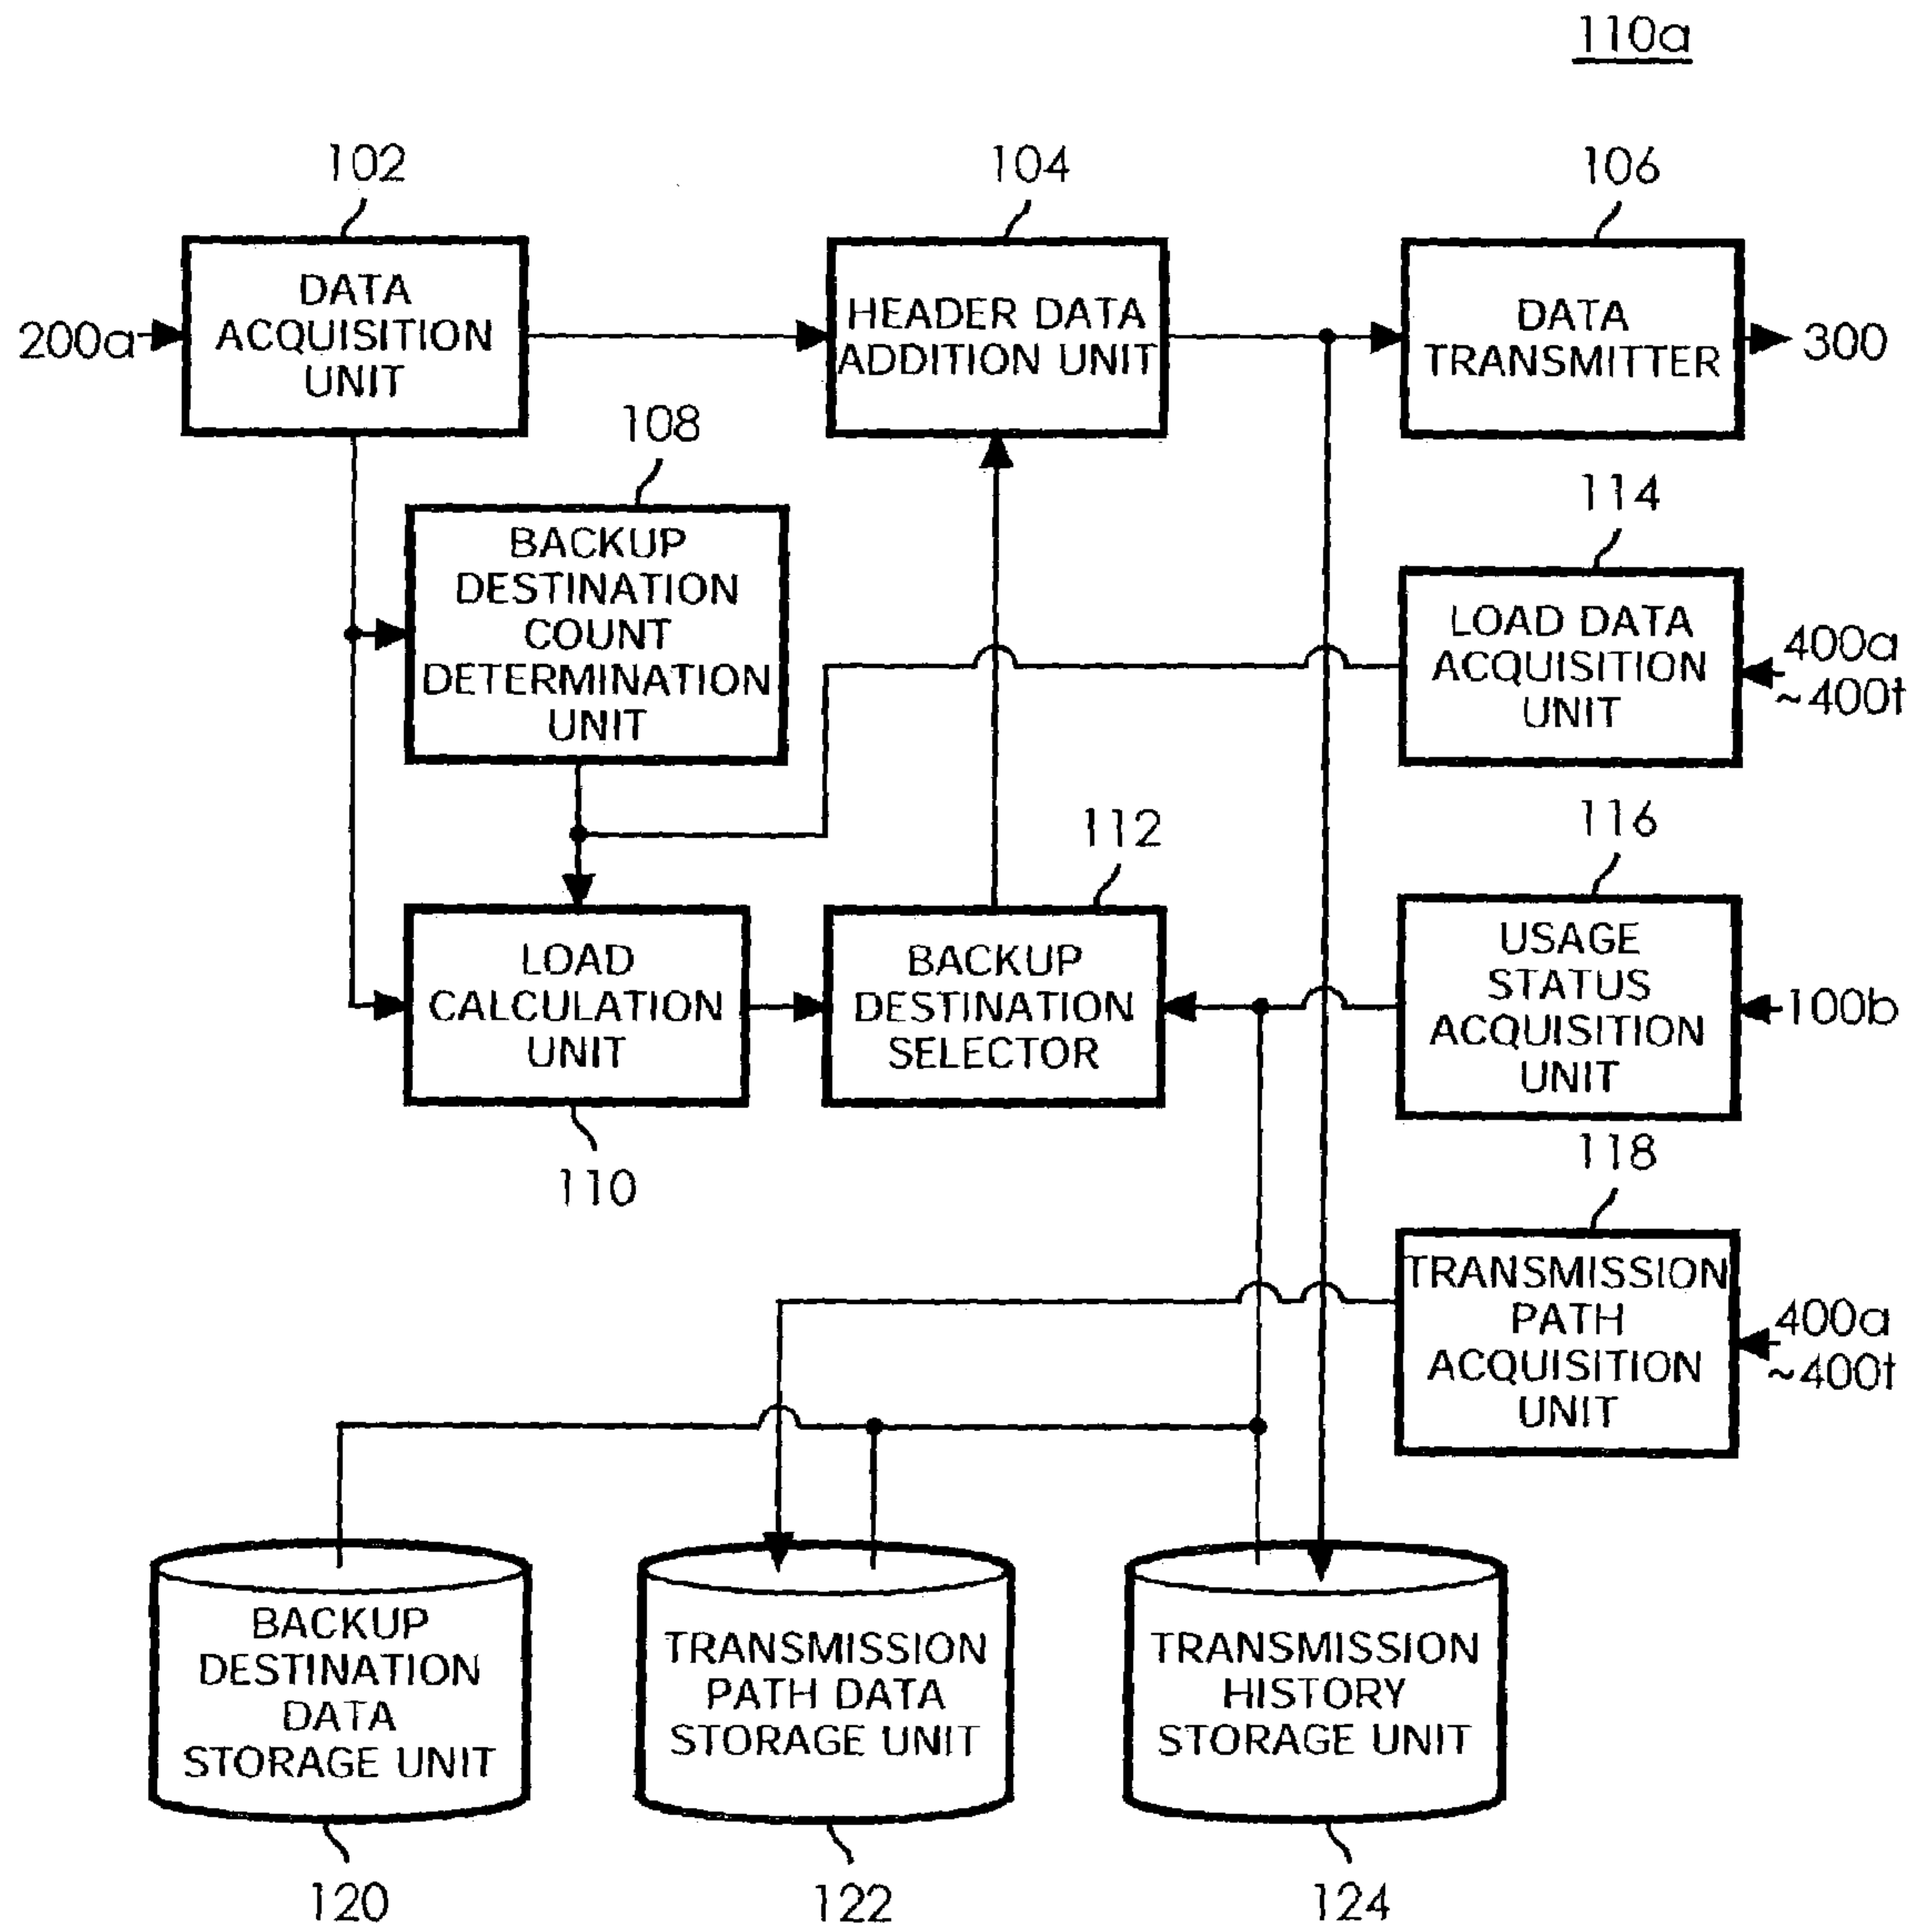 110a
102
104
106
200a
DATA
ACQUISITION
UNIT
HEADER DATA
ADDITION UNIT
DATA
TRANSMITTER
300
108
BACKUP
DESTINATION
COUNT
DETERMINATION
UNIT
114
LOAD DATA
ACQUISITION
UNIT
400a
~400t
112
116
LOAD
CALCULATION
UNIT
BACKUP
DESTINATION
SELECTOR
USAGE
STATUS
ACQUISITION
UNIT
100b
110
118
TRANSMISSION
PATH
ACQUISITION
UNIT
400a
~400t
BACKUP
DESTINATION
DATA
STORAGE UNIT
TRANSMISSION
PATH DATA
STORAGE UNIT
TRANSMISSION
HISTORY
STORAGE UNIT
120
122
124